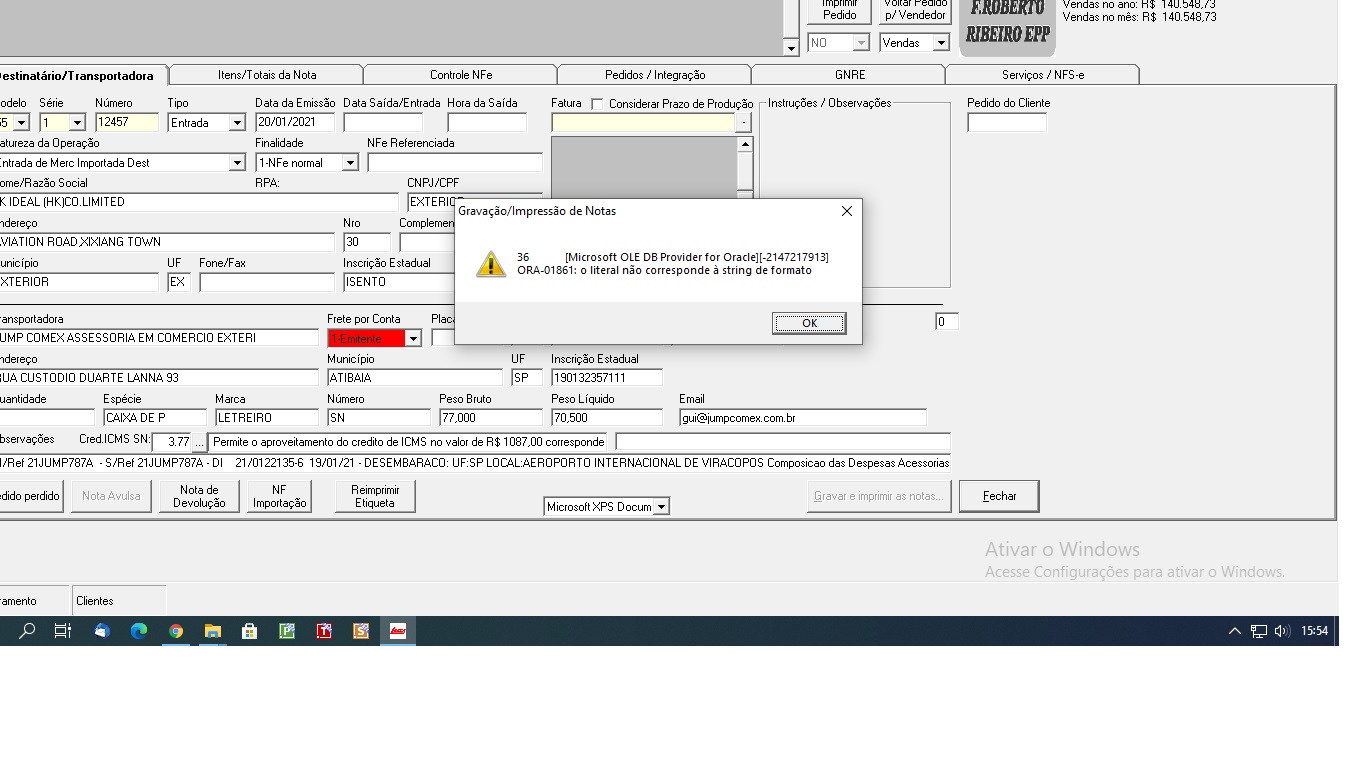 Imprimir
Pedido
Voltar Pedido
p/ Vendedor
F.ROBERTO
RIBEIRO EPP
Vendas no ano: R$ 140.548,73
Vendas no mês: R$ 140.548,73
NO
Vendas
estinatário/Transportadora
Itens/Totais da Nota
Controle NFe
Pedidos / Integração
GNRE
Serviços / NFS-e
odelo
Série
Número
Tipo
Data da Emissão
Data Saída/Entrada
Hora da Saída
Fatura
Considerar Prazo de Produção
Instruções / Observações
Pedido do Cliente
55
1
12457
Entrada
20/01/2021
atureza da Operação
Finalidade
NFe Referenciada
ntrada de Merc Importada Dest
1-NFe normal
ome/Razão Social
RPA:
CNPJ/CPF
K IDEAL (HK)CO.LIMITED
EXTERIO
ndereço
Nro
Complemen
VIATION ROAD,XIXIANG TOWN
30
unicípio
UF
Fone/Fax
Inscrição Estadual
XTERIOR
EX
ISENTO
Gravação/Impressão de Notas
36 [Microsoft OLE DB Provider for Oracle][-2147217913]
ORA-01861: o literal não corresponde à string de formato
OK
ansportadora
Frete por Conta
Placa
UMP COMEX ASSESSORIA EM COMERCIO EXTERI
1-Emitente
0
ndereço
Município
UF
Inscrição Estadual
RUA CUSTODIO DUARTE LANNA 93
ATIBAIA
SP
190132357111
uantidade
Espécie
Marca
Número
Peso Bruto
Peso Líquido
Email
CAIXA DE P
LETREIRO
SN
77,000
70,500
gui@jumpcomex.com.br
bservações
Cred.ICMS SN:
3.77
...
Permite o aproveitamento do credito de ICMS no valor de R$ 1087,00 corresponde
/Ref 21JUMP787A - S/Ref 21JUMP787A - DI 21/0122135-6 19/01/21 - DESEMBARACO: UF:SP LOCAL:AEROPORTO INTERNACIONAL DE VIRACOPOS Composicao das Despesas Acessorias
edido perdido
Nota Avulsa
Nota de
Devolução
NF
Importação
Reimprimir
Etiqueta
Microsoft XPS Docum
Gravar e imprimir as notas...
Fechar
Ativar o Windows
Acesse Configurações para ativar o Windows.
ramento
Clientes
15:54